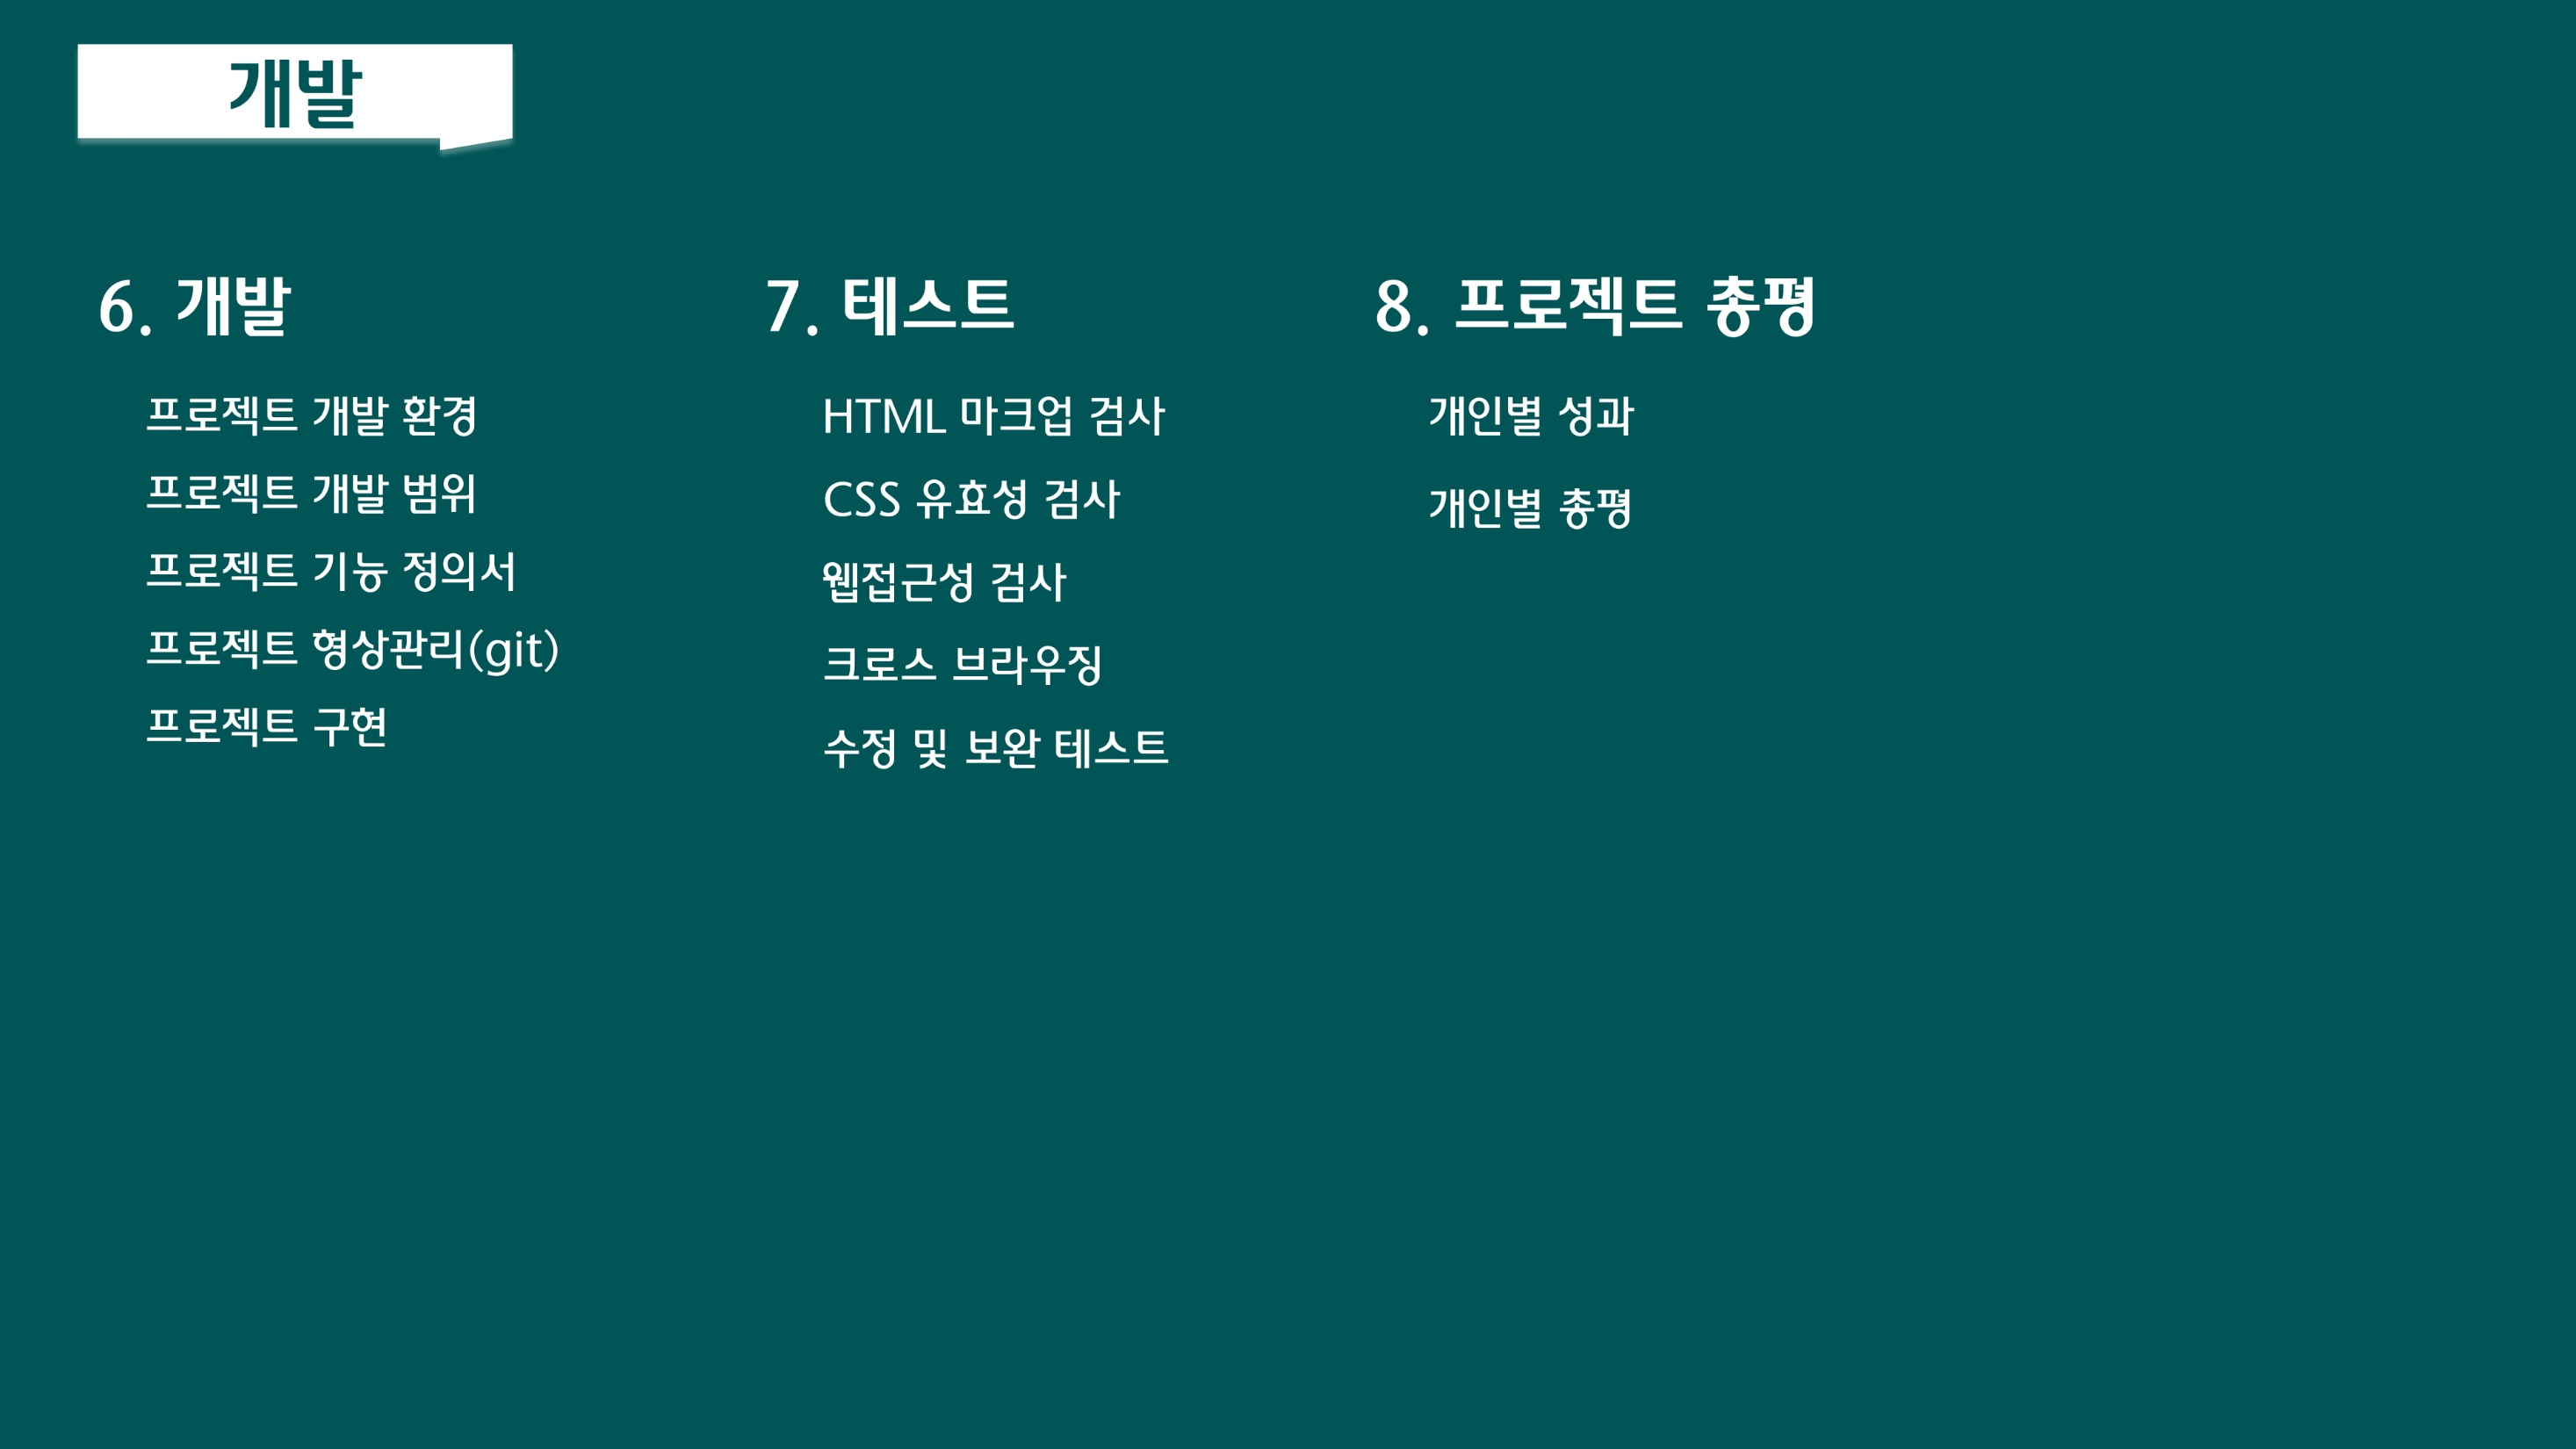 개발
6. 개발
프로젝트 개발 환경
프로젝트 개발 범위
프로젝트 기능 정의서
프로젝트 형상관리(git)
프로젝트 구현
7. 테스트
HTML 마크업 검사
CSS 유효성 검사
웹접근성 검사
크로스 브라우징
수정 및 보완 테스트
8. 프로젝트 총평
개인별 성과
개인별 총평